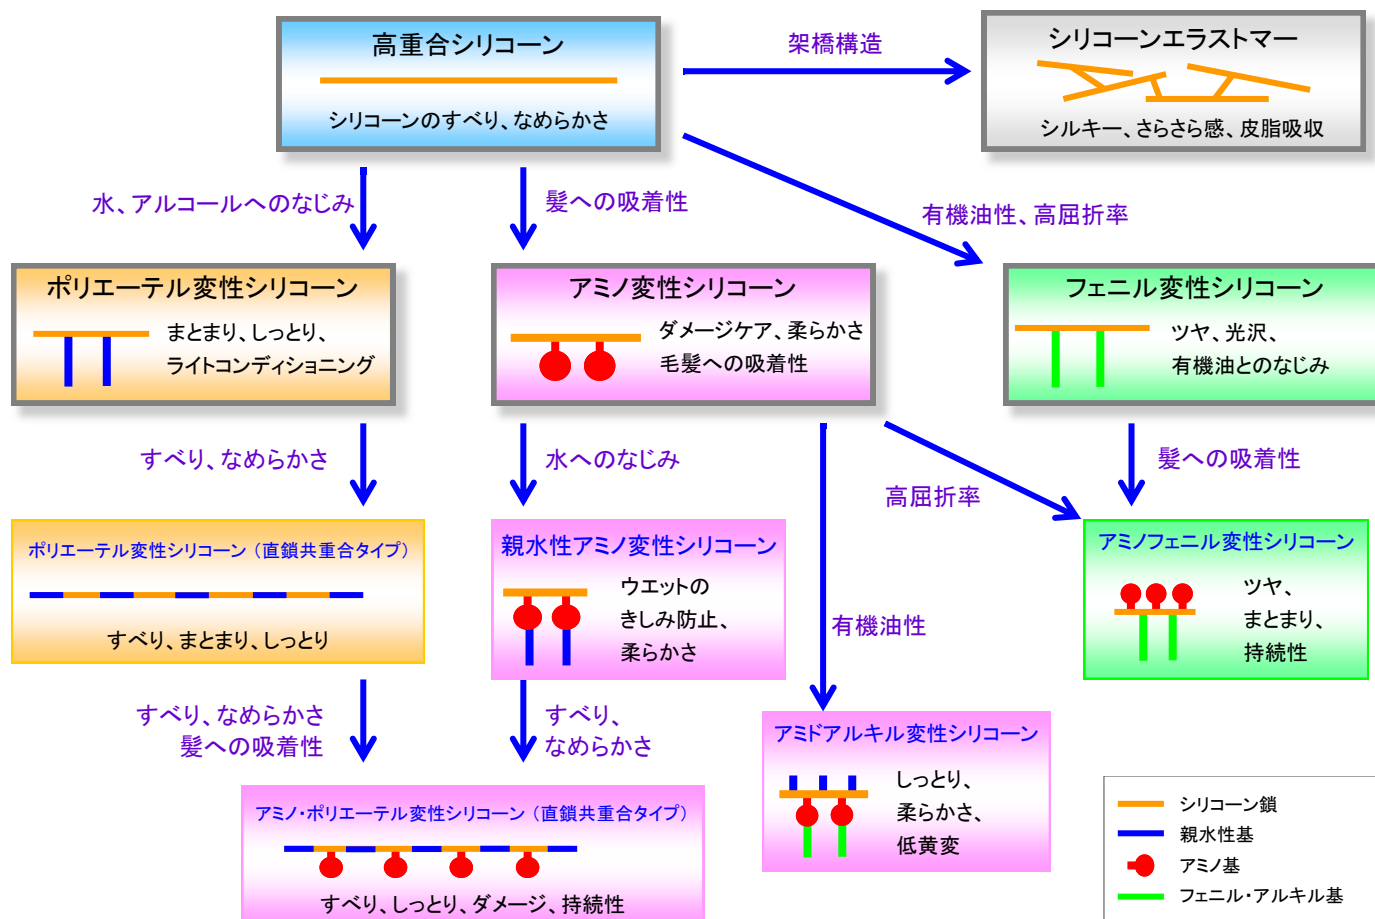 高重合シリコーン
シリコーンのすべり、なめらかさ
架橋構造
シリコーンエラストマー
シルキー、さらさら感、皮脂吸収
水、アルコールへのなじみ
髪への吸着性
有機油性、高屈折率
ポリエーテル変性シリコーン
まとまり、しっとり、
ライトコンディショニング
アミノ変性シリコーン
ダメージケア、柔らかさ
毛髪への吸着性
フェニル変性シリコーン
ツヤ、光沢、
有機油とのなじみ
すべり、なめらかさ
水へのなじみ
高屈折率
髪への吸着性
ポリエーテル変性シリコーン（直鎖共重合タイプ）
すべり、まとまり、しっとり
親水性アミノ変性シリコーン
ウエットの
きしみ防止、
柔らかさ
有機油性
アミノフェニル変性シリコーン
ツヤ、
まとまり、
持続性
すべり、なめらかさ
髪への吸着性
すべり、
なめらかさ
アミドアルキル変性シリコーン
しっとり、
柔らかさ、
低黄変
アミノ・ポリエーテル変性シリコーン（直鎖共重合タイプ）
すべり、しっとり、ダメージ、持続性
シリコーン鎖
親水性基
アミノ基
フェニル・アルキル基